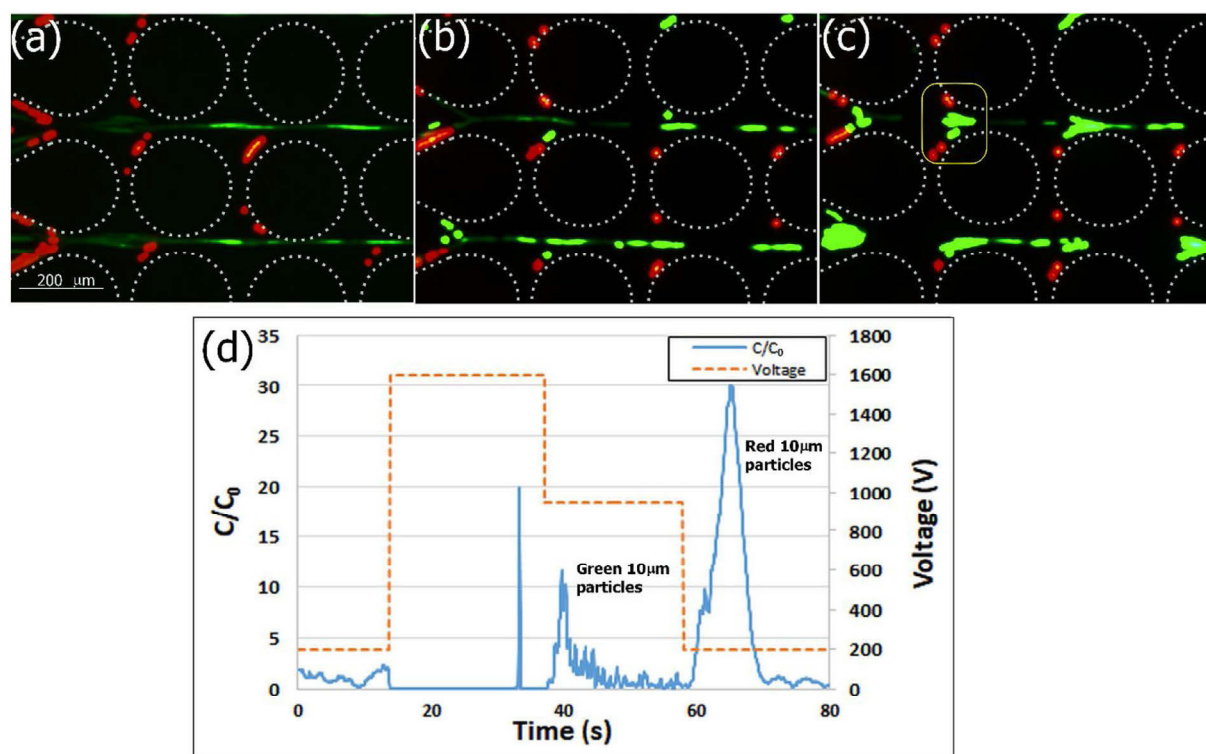 (a)
(b)
(c)
200 μm
(d)
C/C₀
Voltage
35
30
25
20
15
10
5
0
C/C₀
1800
1600
1400
1200
1000
800
600
400
200
0
Voltage (V)
Red 10μm
particles
Green 10μm
particles
0
20
40
60
80
Time (s)